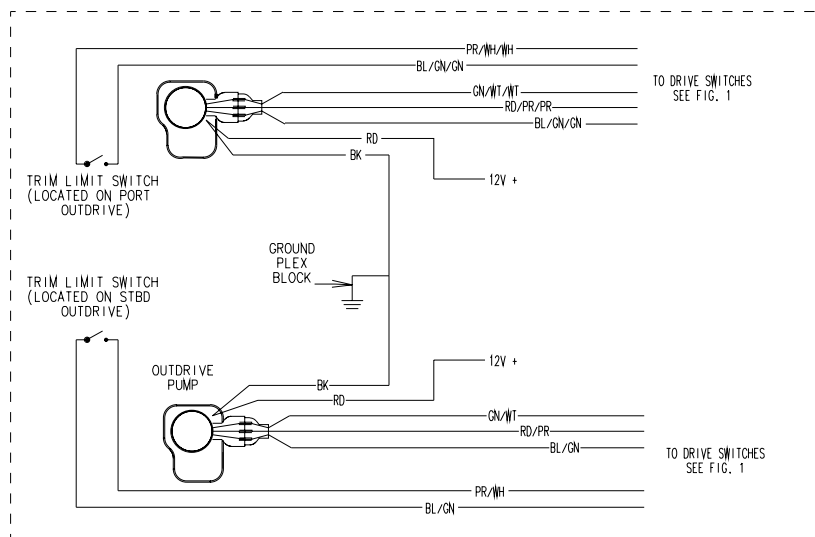 PR/WH/WH
BL/GN/GN
GN/WT/WT
RD/PR/PR
BL/GN/GN
TO DRIVE SWITCHES
SEE FIG. 1
RD
BK
12V +
TRIM LIMIT SWITCH
(LOCATED ON PORT
OUTDRIVE)
GROUND
PLEX
BLOCK
TRIM LIMIT SWITCH
(LOCATED ON STBD
OUTDRIVE)
12V +
OUTDRIVE
PUMP
BK
RD
GN/WT
RD/PR
BL/GN
TO DRIVE SWITCHES
SEE FIG. 1
PR/WH
BL/GN